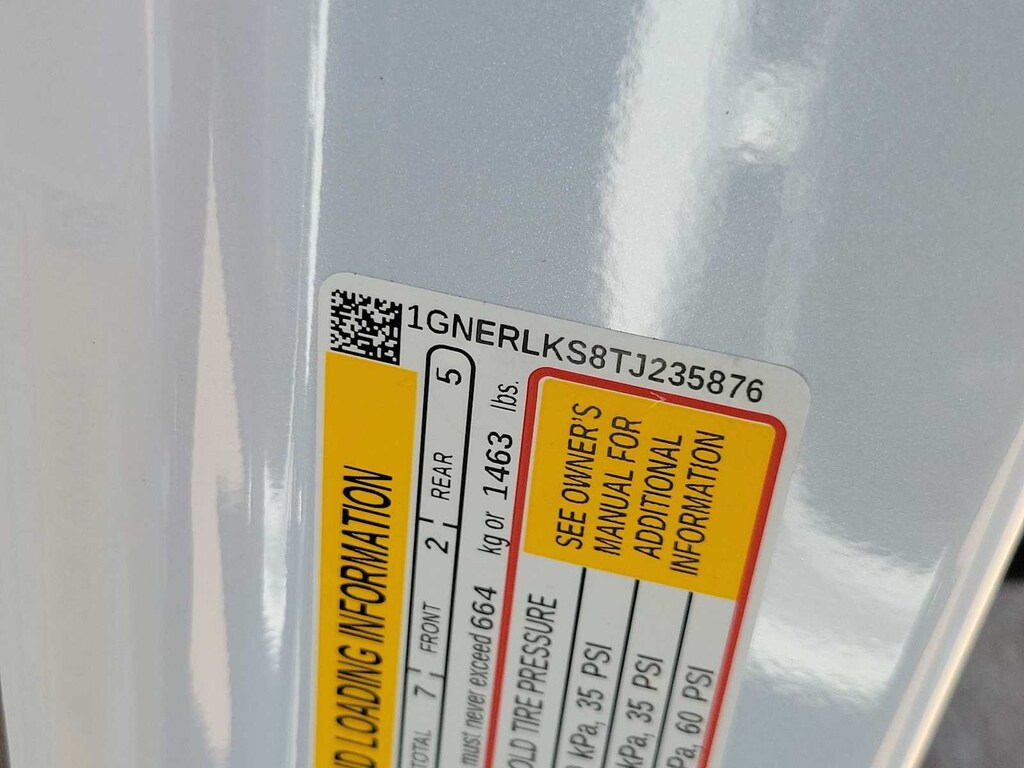 1GNERLKS8TJ235876
D LOADING INFORMATION
TOTAL 7 FRONT 2 REAR 5
must never exceed 664 kg or 1463 lbs.
OLD TIRE PRESSURE
kPa, 35 PSI
kPa, 35 PSI
Pa, 60 PSI
SEE OWNER'S
MANUAL FOR
ADDITIONAL
INFORMATION